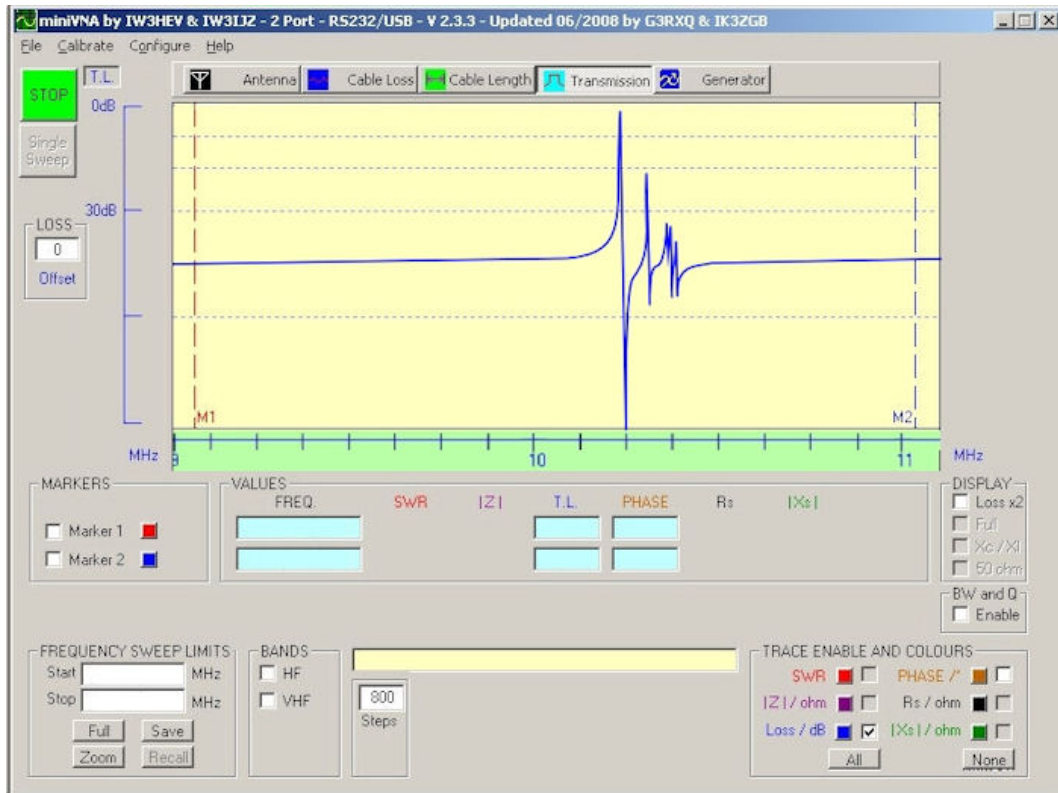 miniVNA by IW3HEV & IW3IJZ - 2 Port - RS232/USB - V 2.3.3 - Updated 06/2008 by G3RXQ & IK3ZGB
File Calibrate Configure Help
STOP
T.L.
Antenna Cable Loss Cable Length Transmission Generator
0dB
Single
Sweep
30dB
LOSS
0
Offset
M1 M2
MHz 9 10 11 MHz
MARKERS
Marker 1
Marker 2
VALUES
FREQ. SWR |Z| T.L. PHASE Rs |Xs|
DISPLAY
Loss x2
Full
Xc / Xl
50 ohm
BW and Q
Enable
FREQUENCY SWEEP LIMITS
Start MHz
Stop MHz
Full Save
Zoom Recall
BANDS
HF
VHF
800
Steps
TRACE ENABLE AND COLOURS
SWR PHASE /°
|Z| / ohm Rs / ohm
Loss / dB |Xs| / ohm
All None